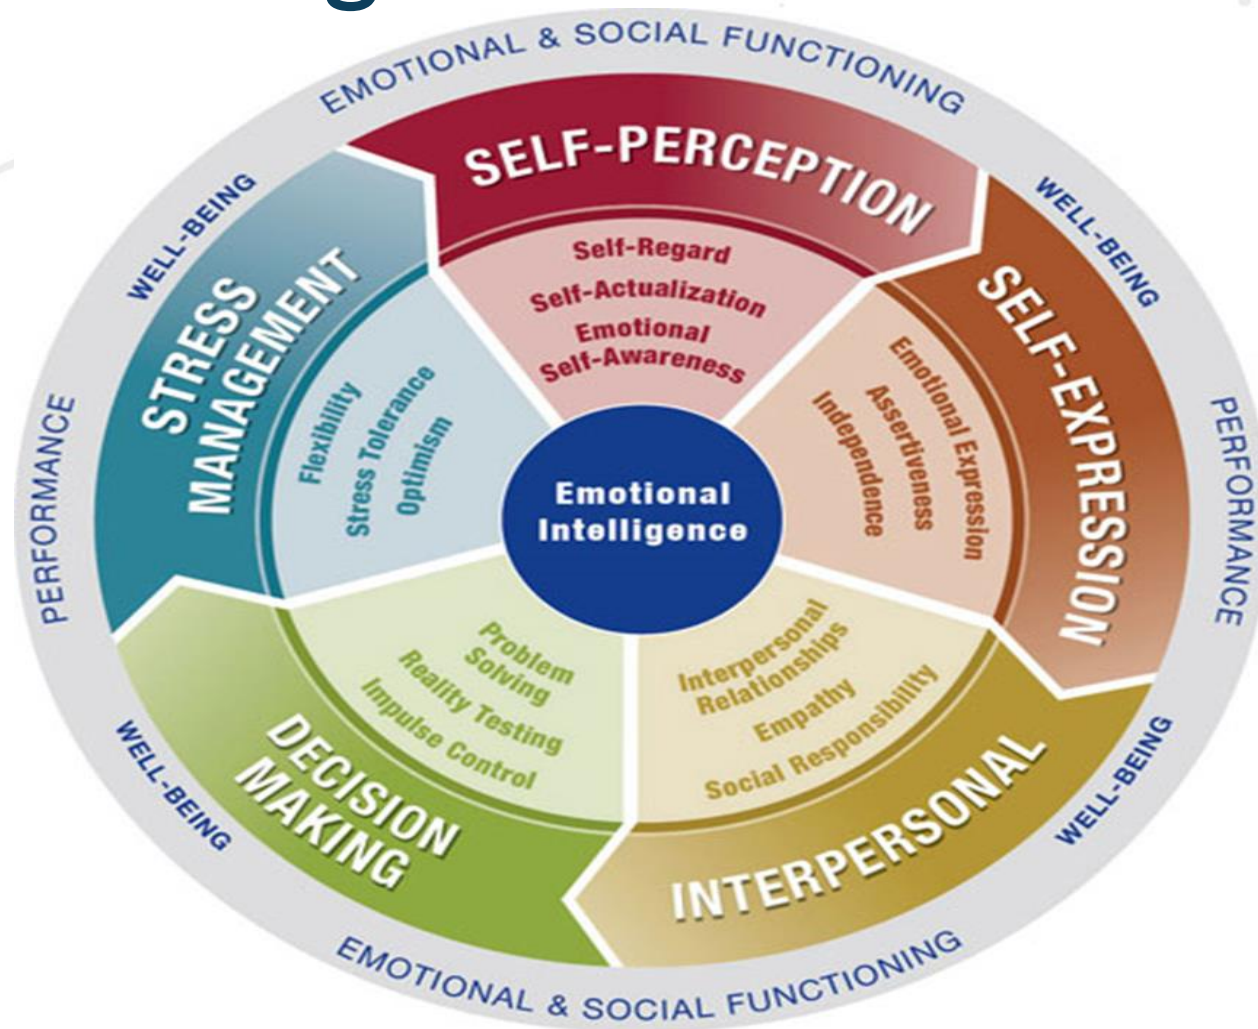 EMOTIONAL & SOCIAL FUNCTIONING
WELL-BEING
WELL-BEING
PERFORMANCE
PERFORMANCE
SELF-PERCEPTION
Self-Regard
Self-Actualization
Emotional
Self-Awareness
SELF-EXPRESSION
Emotional Expression
Assertiveness
Independence
INTERPERSONAL
Interpersonal
Relationships
Empathy
Social Responsibility
DECISION
MAKING
Problem
Solving
Reality Testing
Impulse Control
STRESS
MANAGEMENT
Flexibility
Stress Tolerance
Optimism
Emotional
Intelligence
WELL-BEING
WELL-BEING
EMOTIONAL & SOCIAL FUNCTIONING